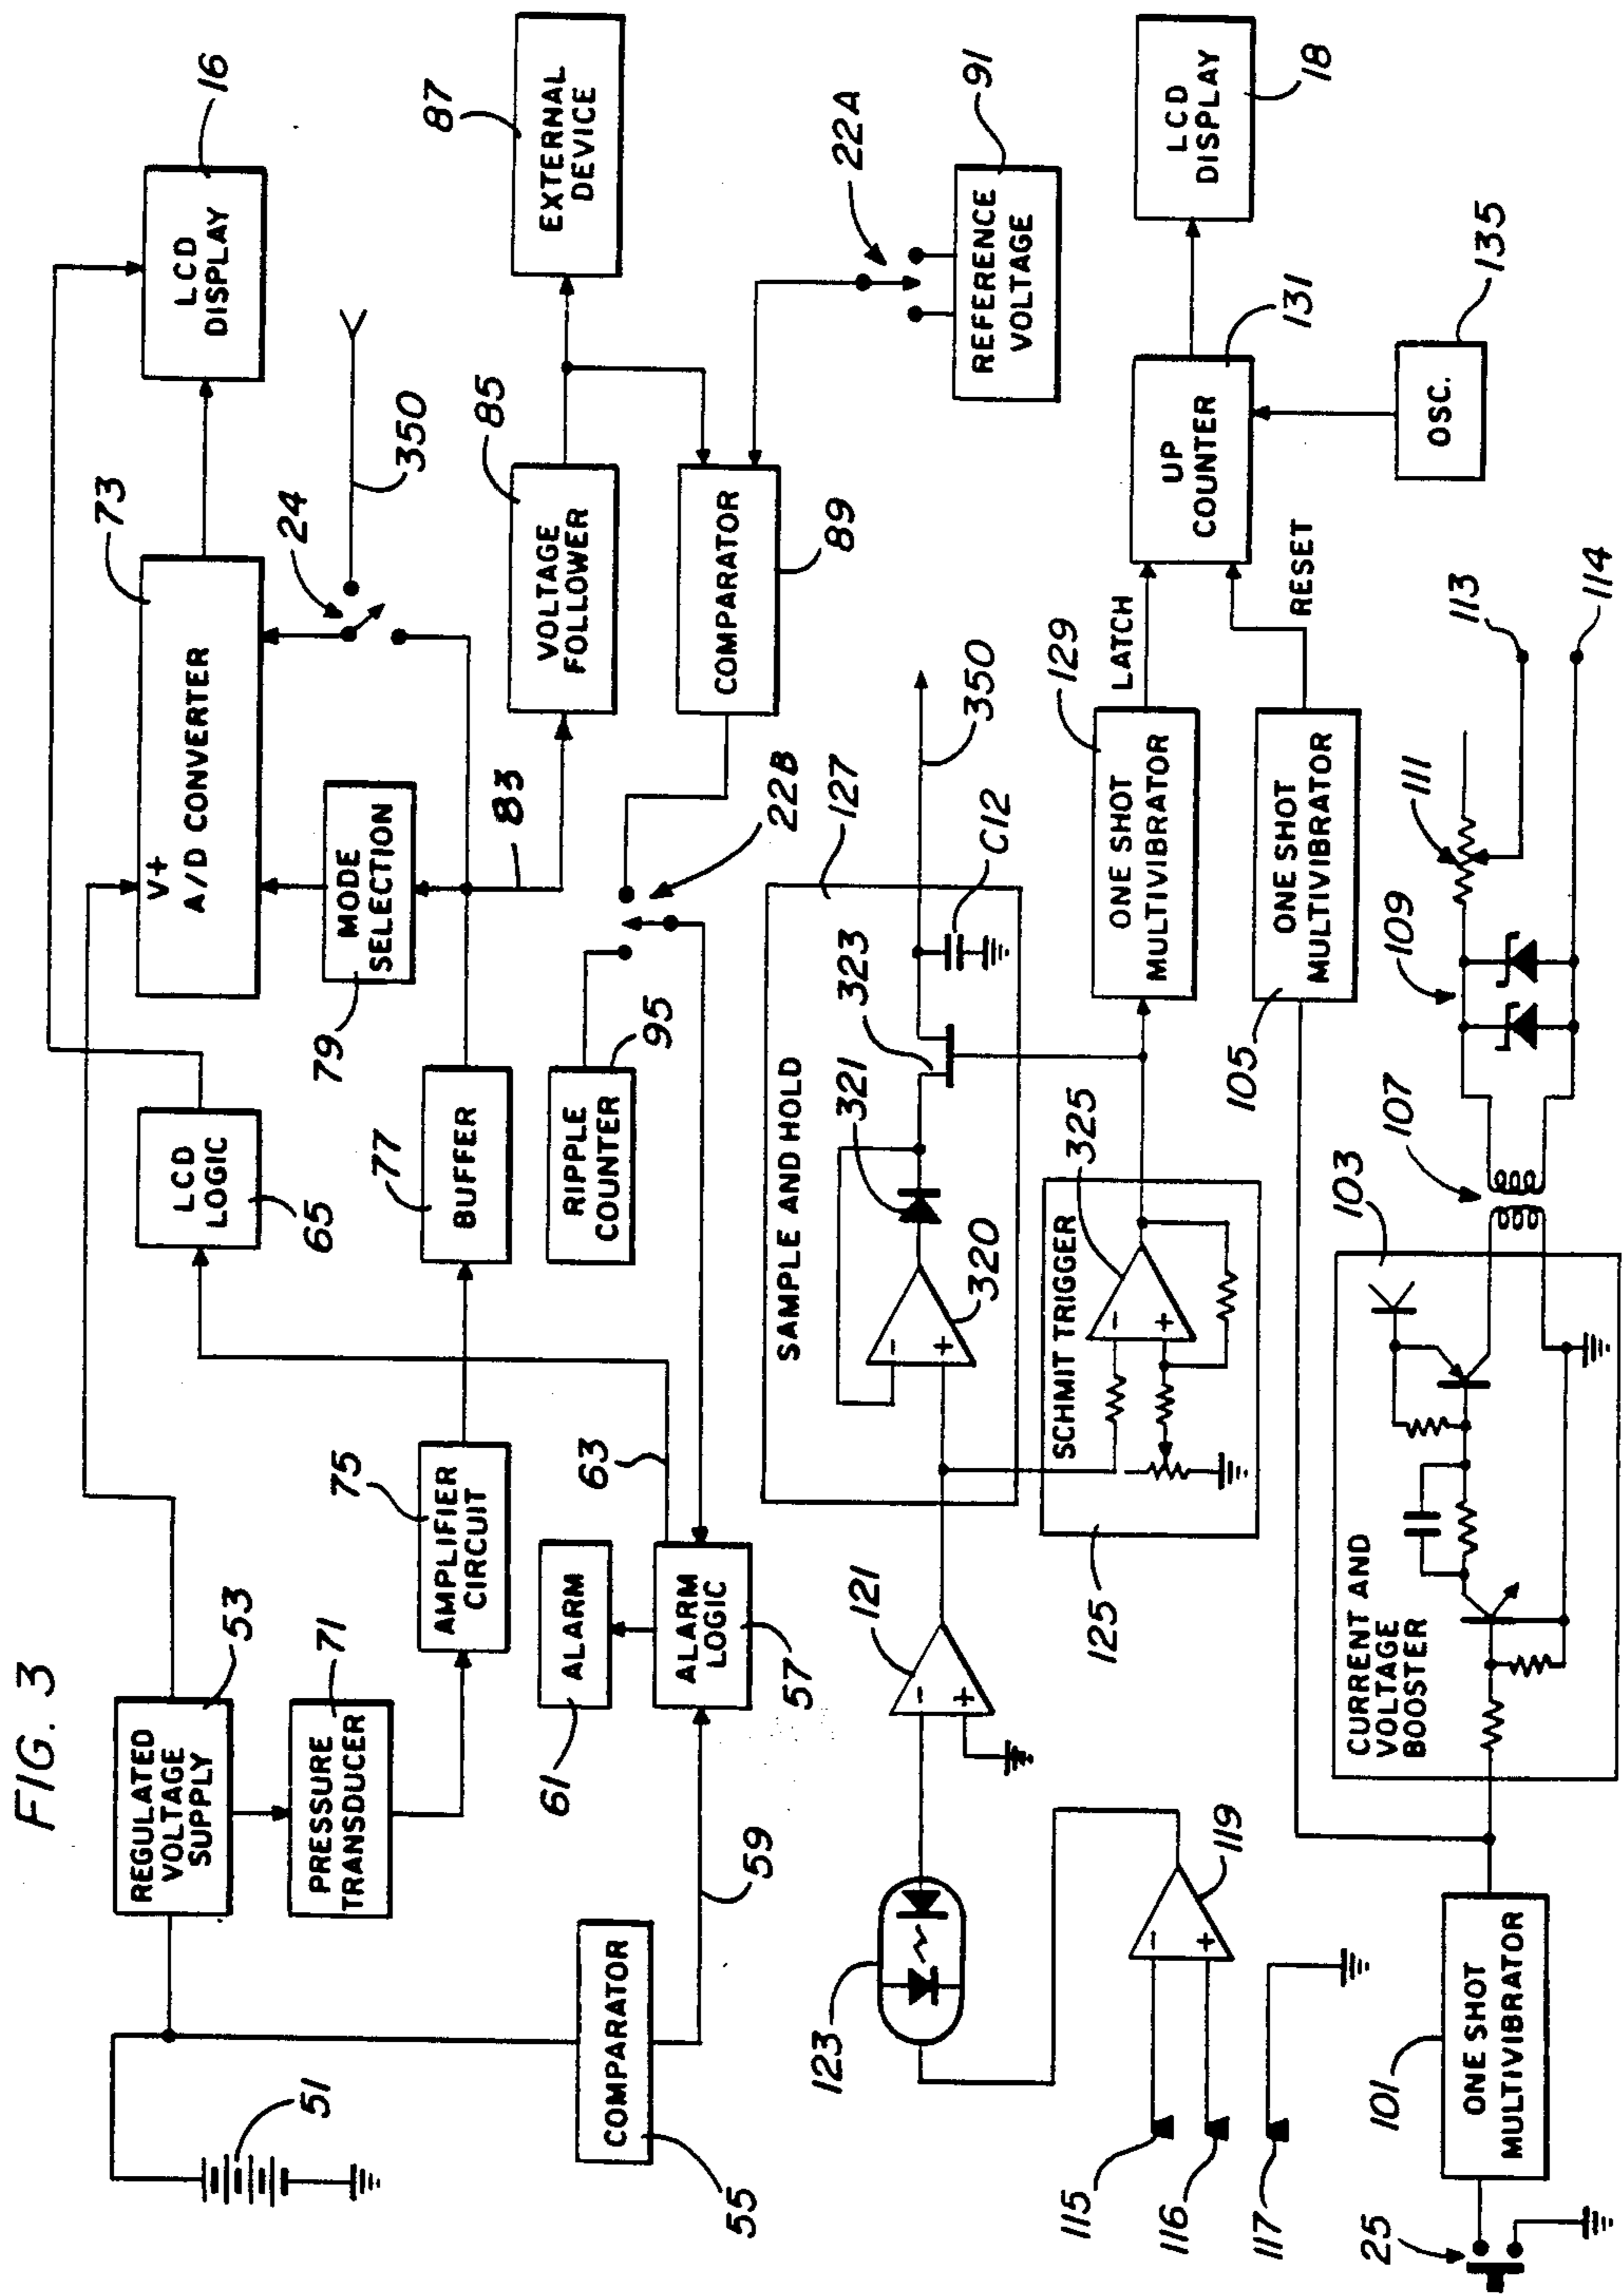 FIG. 3
51
REGULATED
VOLTAGE
SUPPLY
53
PRESSURE
TRANSDUCER
71
COMPARATOR
55
59
AMPLIFIER
CIRCUIT
75
ALARM
61
ALARM
LOGIC
57
63
LCD
LOGIC
65
BUFFER
77
RIPPLE
COUNTER
95
MODE
SELECTION
79
V+
A/D CONVERTER
73
83
22B
24
350
LCD
DISPLAY
16
VOLTAGE
FOLLOWER
85
EXTERNAL
DEVICE
87
COMPARATOR
89
22A
REFERENCE
VOLTAGE
91
123
121
-
+
115
116
117
119
-
+
SAMPLE AND HOLD
127
-
+
320
321
323
C12
350
SCHMIT TRIGGER
125
-
+
325
ONE SHOT
MULTIVIBRATOR
129
LATCH
ONE SHOT
MULTIVIBRATOR
105
RESET
UP
COUNTER
131
LCD
DISPLAY
18
OSC.
135
25
ONE SHOT
MULTIVIBRATOR
101
CURRENT AND
VOLTAGE
BOOSTER
103
107
109
111
113
114